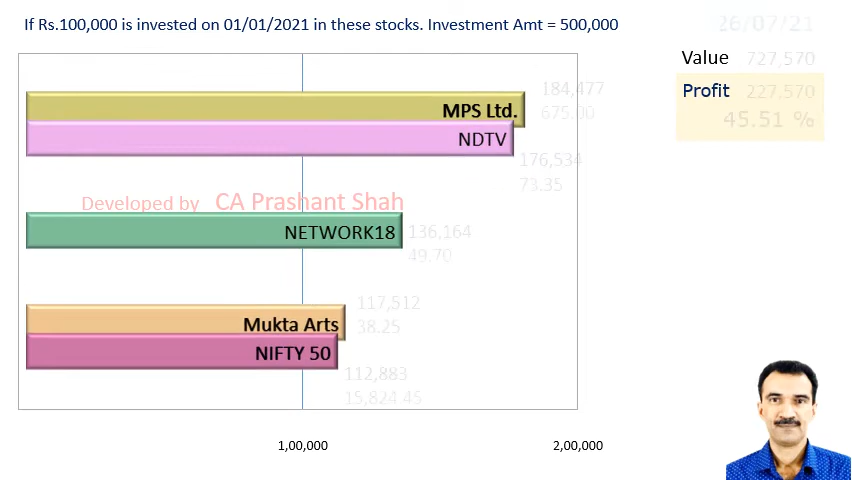 If Rs.100,000 is invested on 01/01/2021 in these stocks. Investment Amt = 500,000
26/07/21
Value 727,570
Profit 227,570
45.51 %
MPS Ltd.
184,477
675.00
NDTV
176,534
73.35
Developed by CA Prashant Shah
NETWORK18
136,164
49.70
Mukta Arts
117,512
38.25
NIFTY 50
112,883
15,824.45
1,00,000
2,00,000